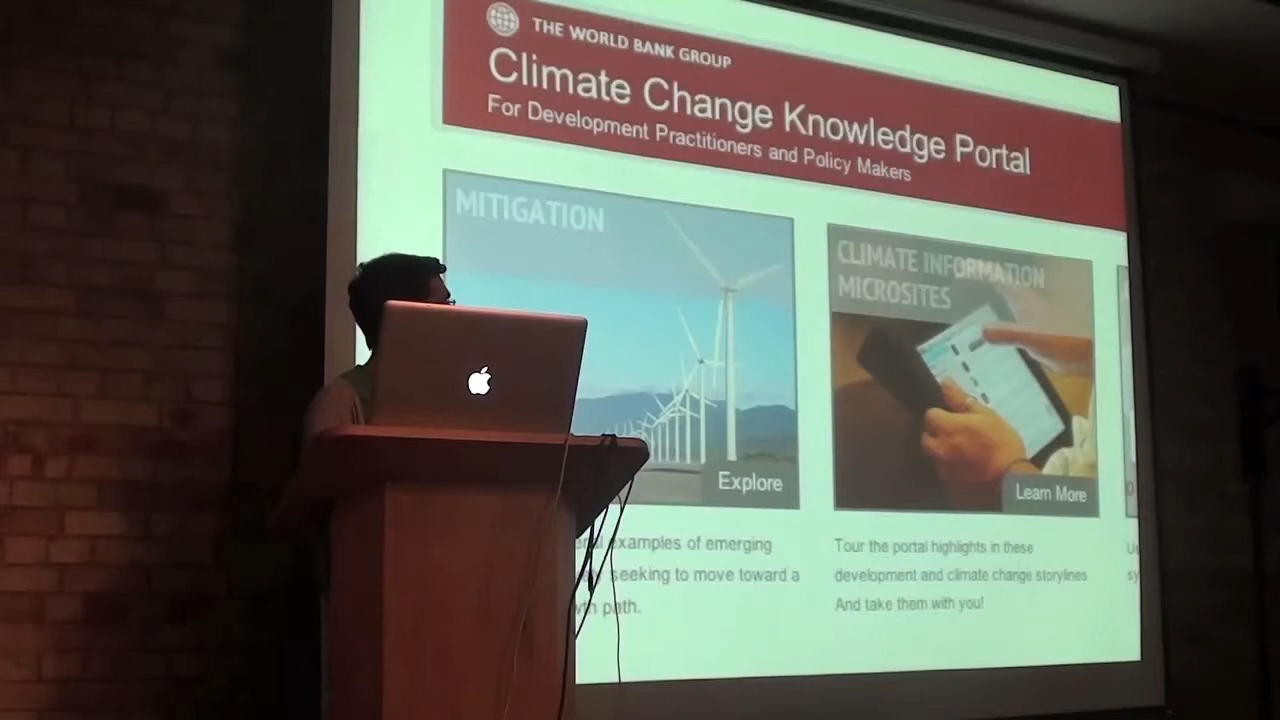 THE WORLD BANK GROUP
Climate Change Knowledge Portal
For Development Practitioners and Policy Makers
MITIGATION
Explore
examples of emerging
seeking to move toward a
path.
CLIMATE INFORMATION
MICROSITES
Learn More
Tour the portal highlights in these
development and climate change storylines
And take them with you!